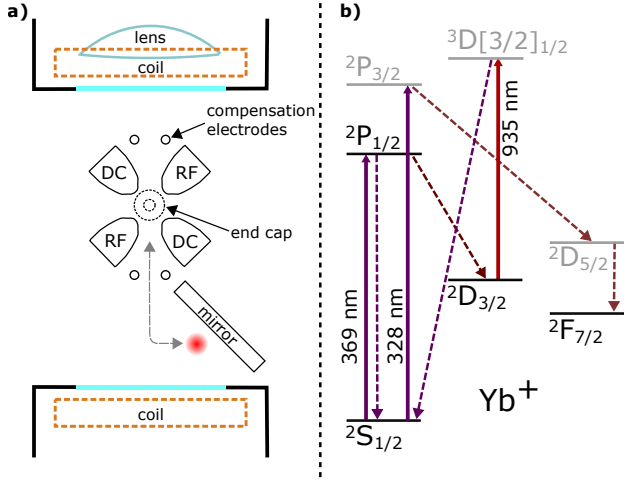 a)
lens
coil
compensation
electrodes
DC
RF
RF
DC
end cap
mirror
coil
b)
³D[3/2]₁/₂
²P₃/₂
²P₁/₂
935 nm
²D₅/₂
²D₃/₂
²F₇/₂
369 nm
328 nm
Yb⁺
²S₁/₂